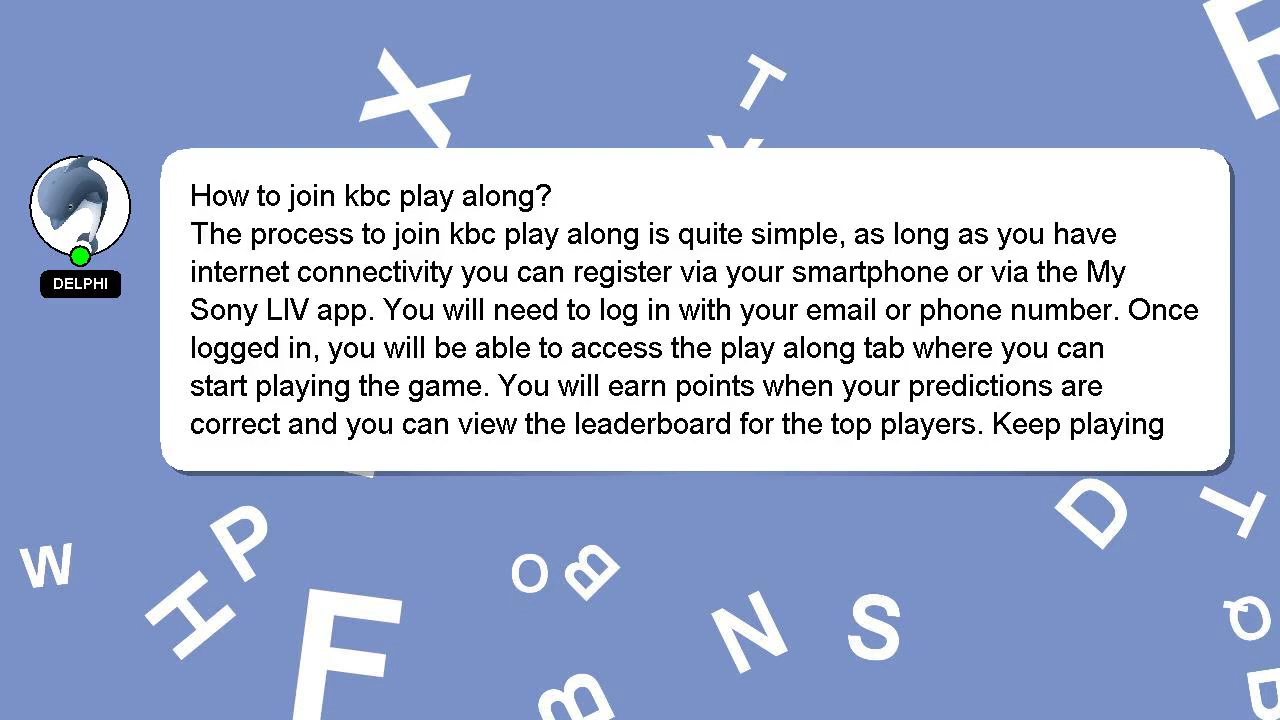 F
X
T
Y
How to join kbc play along?
The process to join kbc play along is quite simple, as long as you have
internet connectivity you can register via your smartphone or via the My
Sony LIV app. You will need to log in with your email or phone number. Once
logged in, you will be able to access the play along tab where you can
start playing the game. You will earn points when your predictions are
correct and you can view the leaderboard for the top players. Keep playing
DELPHI
D
T
P
W
O
B
H
F
N
S
Q
B
B